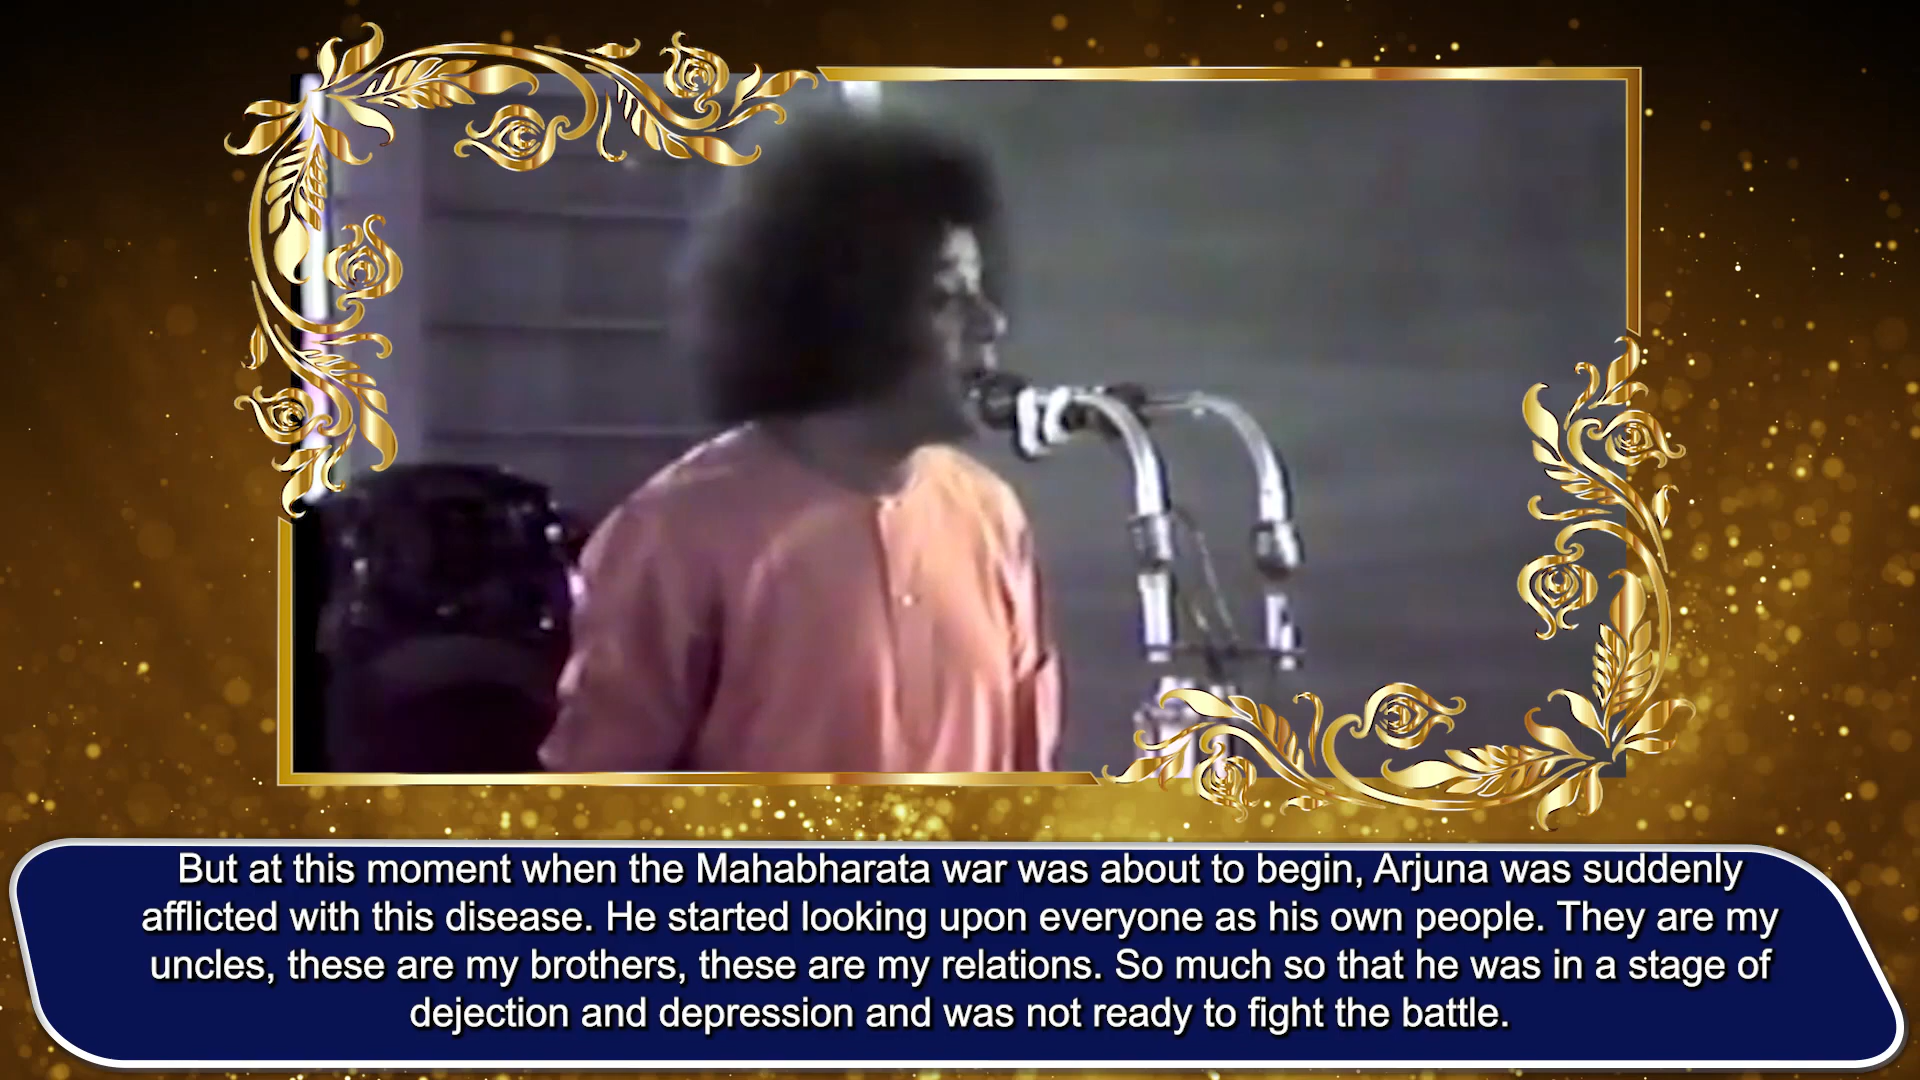 But at this moment when the Mahabharata war was about to begin, Arjuna was suddenly
afflicted with this disease. He started looking upon everyone as his own people. They are my
uncles, these are my brothers, these are my relations. So much so that he was in a stage of
dejection and depression and was not ready to fight the battle.